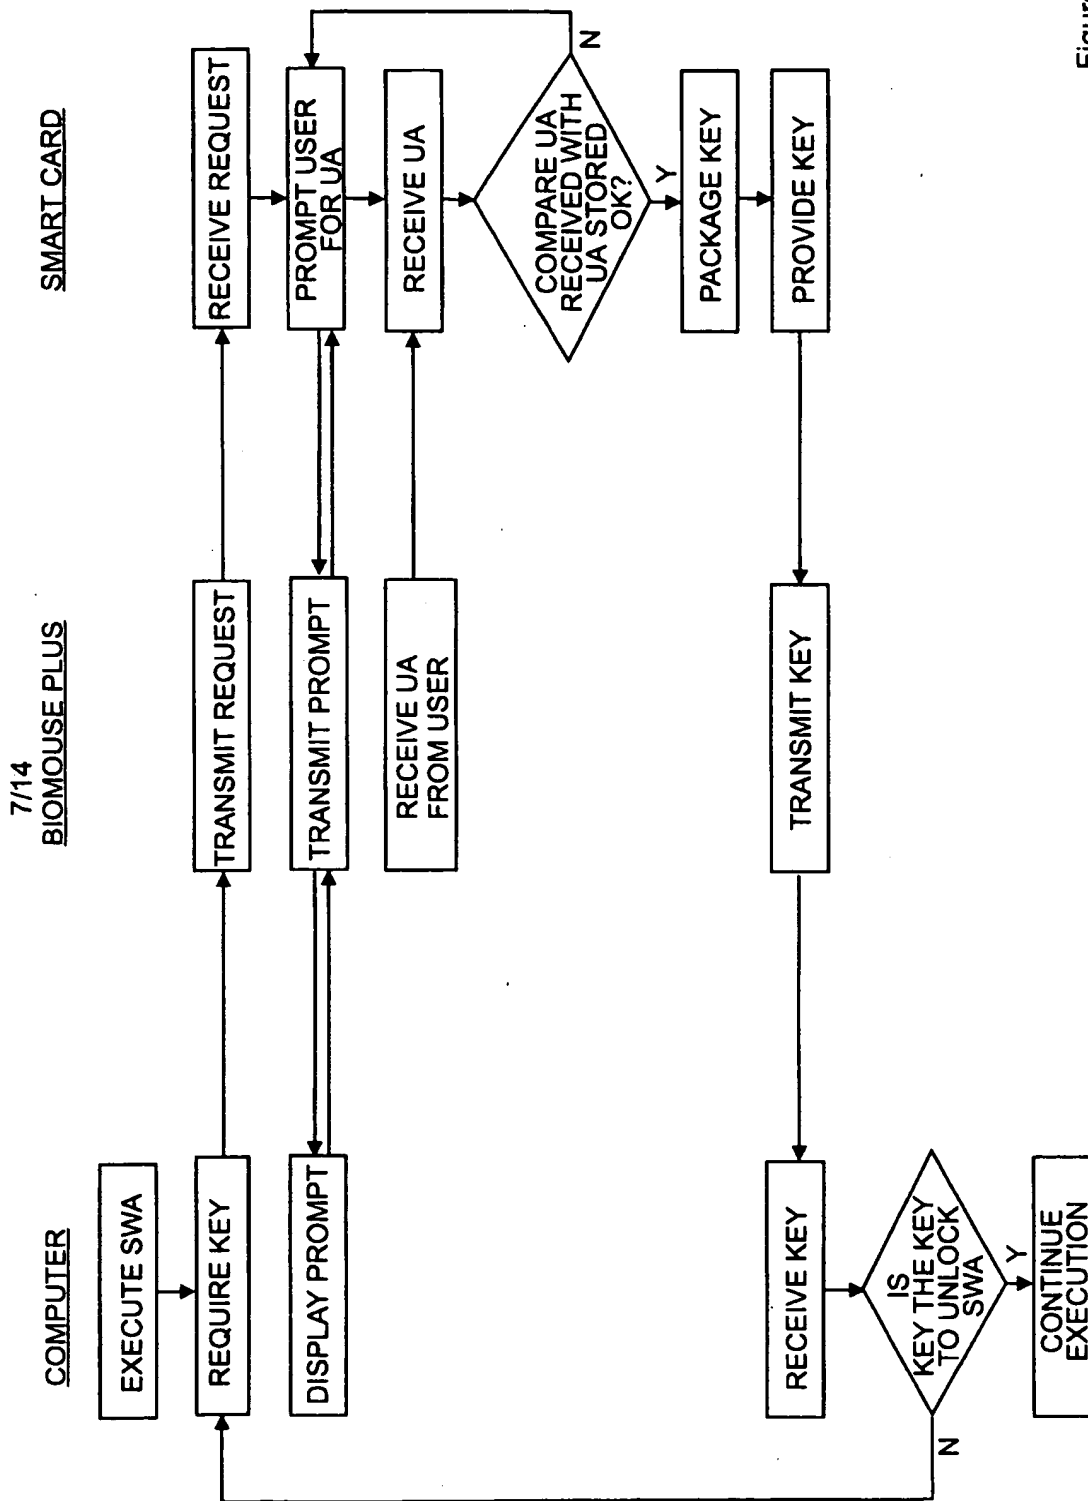 7/14
COMPUTER
BIOMOUSE PLUS
SMART CARD
EXECUTE SWA
REQUIRE KEY
TRANSMIT REQUEST
RECEIVE REQUEST
DISPLAY PROMPT
TRANSMIT PROMPT
PROMPT USER
FOR UA
RECEIVE UA
FROM USER
RECEIVE UA
COMPARE UA
RECEIVED WITH
UA STORED
OK?
N
Y
PACKAGE KEY
RECEIVE KEY
TRANSMIT KEY
PROVIDE KEY
IS
KEY THE KEY
TO UNLOCK
SWA
N
Y
CONTINUE
EXECUTION
Figure